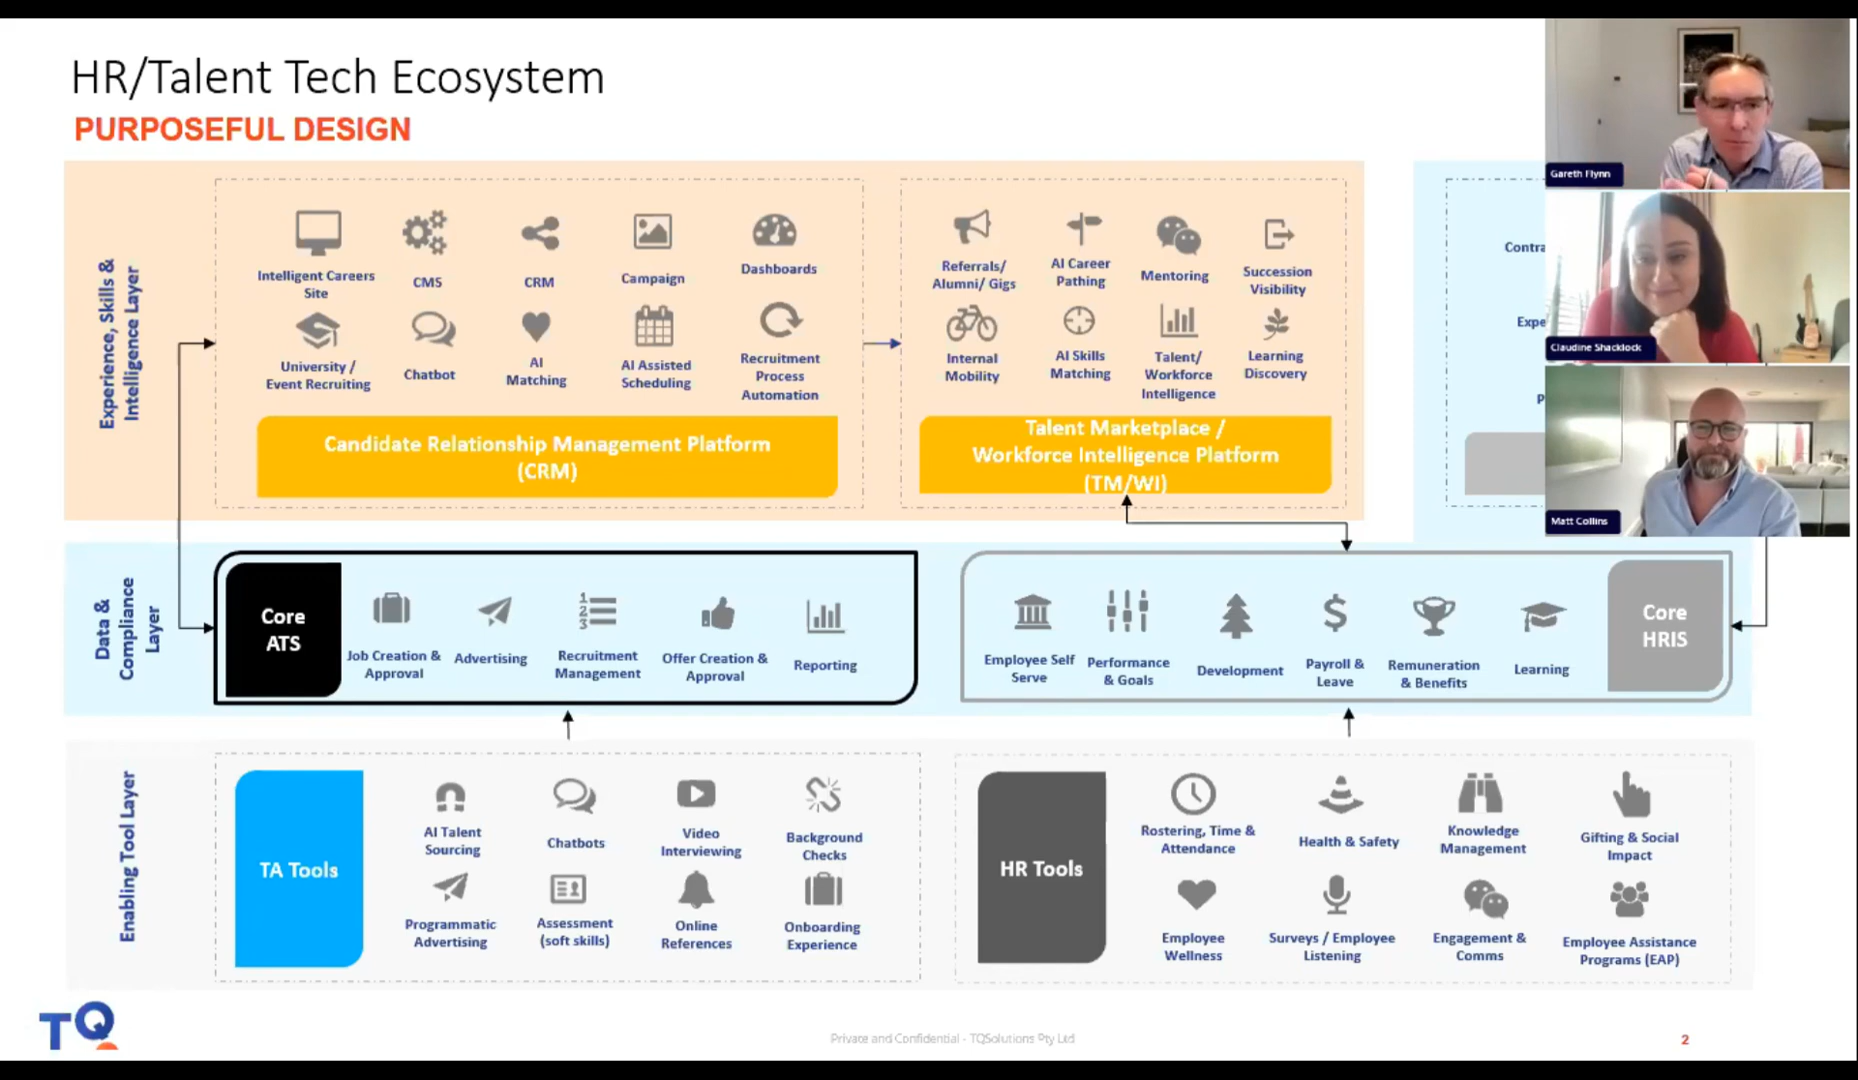 HR/Talent Tech Ecosystem
PURPOSEFUL DESIGN
Gareth Flynn
Claudine Shacklock
Matt Collins
Experience, Skills &
Intelligence Layer
Intelligent Careers
Site
CMS
CRM
Campaign
Dashboards
University /
Event Recruiting
Chatbot
AI
Matching
AI Assisted
Scheduling
Recruitment
Process
Automation
Candidate Relationship Management Platform
(CRM)
Referrals/
Alumni/ Gigs
AI Career
Pathing
Mentoring
Succession
Visibility
Internal
Mobility
AI Skills
Matching
Talent/
Workforce
Intelligence
Learning
Discovery
Talent Marketplace /
Workforce Intelligence Platform
(TM/WI)
Contra
Expe
P
Data &
Compliance
Layer
Core
ATS
Job Creation &
Approval
Advertising
1
2
3
Recruitment
Management
Offer Creation &
Approval
Reporting
Employee Self
Serve
Performance
& Goals
Development
Payroll &
Leave
Remuneration
& Benefits
Learning
Core
HRIS
Enabling Tool Layer
TA Tools
AI Talent
Sourcing
Chatbots
Video
Interviewing
Background
Checks
Programmatic
Advertising
Assessment
(soft skills)
Online
References
Onboarding
Experience
HR Tools
Rostering, Time &
Attendance
Health & Safety
Knowledge
Management
Gifting & Social
Impact
Employee
Wellness
Surveys / Employee
Listening
Engagement &
Comms
Employee Assistance
Programs (EAP)
TQ
Private and Confidential - TQSolutions Pty Ltd
2